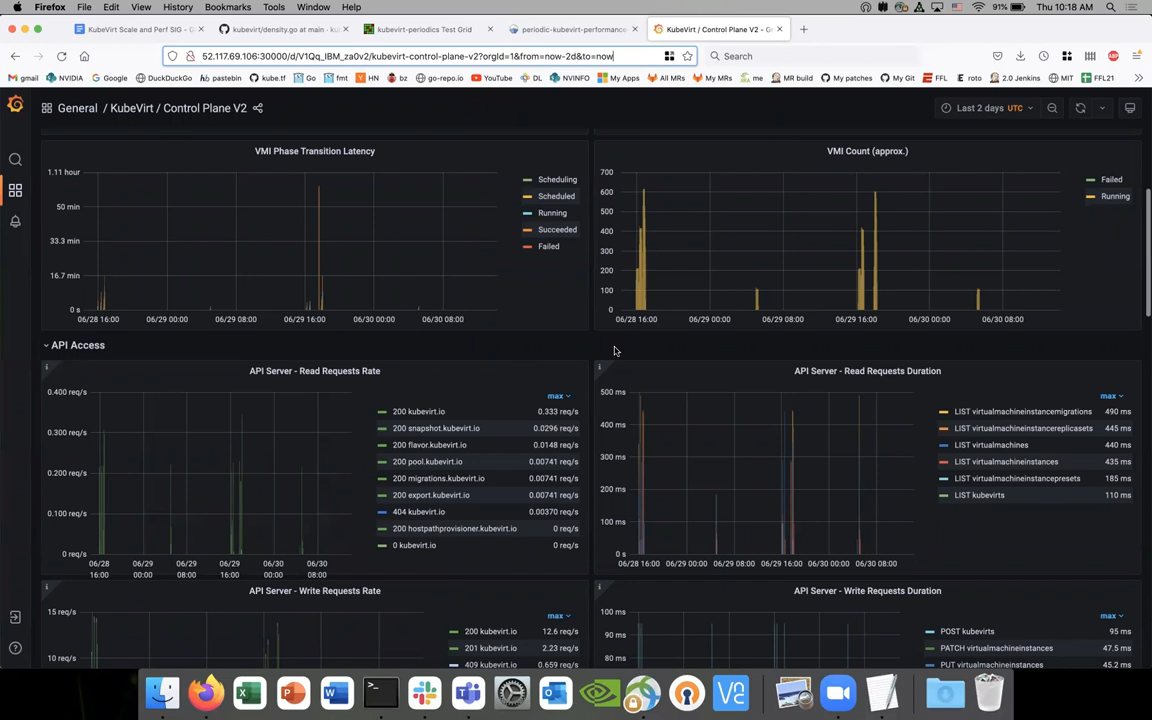 Firefox File Edit View History Bookmarks Tools Window Help
91% Thu 10:18 AM
KubeVirt Scale and Perf SIG - G
kubevirt/density.go at main · ku
kubevirt-periodics Test Grid
periodic-kubevirt-performance-
KubeVirt / Control Plane V2 - Gr
52.117.69.106:30000/d/V1Qq_IBM_za0v2/kubevirt-control-plane-v2?orgId=1&from=now-2d&to=now
Search
gmail NVIDIA Google DuckDuckGo pastebin kube.tf Go fmt HN bz go-repo.io YouTube DL NVINFO My Apps All MRs My MRs MR build My patches My Gits FFL roto 2.0 Jenkins MIT FFL21
General / KubeVirt / Control Plane V2
Last 2 days UTC
VMI Phase Transition Latency
1.11 hour
50 min
33.3 min
16.7 min
0 s
06/28 16:00 06/29 00:00 06/29 08:00 06/29 16:00 06/30 00:00 06/30 08:00
Scheduling
Scheduled
Running
Succeeded
Failed
VMI Count (approx.)
700
600
500
400
300
200
100
0
06/28 16:00 06/29 00:00 06/29 08:00 06/29 16:00 06/30 00:00 06/30 08:00
Failed
Running
API Access
API Server - Read Requests Rate
0.400 req/s
0.300 req/s
0.200 req/s
0.100 req/s
0 req/s
06/28 16:00 06/29 00:00 06/29 08:00 06/29 16:00 06/30 00:00 06/30 08:00
max
200 kubevirt.io 0.333 req/s
200 snapshot.kubevirt.io 0.0296 req/s
200 flavor.kubevirt.io 0.0148 req/s
200 pool.kubevirt.io 0.00741 req/s
200 migrations.kubevirt.io 0.00741 req/s
200 export.kubevirt.io 0.00741 req/s
404 kubevirt.io 0.00370 req/s
200 hostpathprovisioner.kubevirt.io 0 req/s
0 kubevirt.io 0 req/s
API Server - Read Requests Duration
500 ms
400 ms
300 ms
200 ms
100 ms
0 s
06/28 16:00 06/29 00:00 06/29 08:00 06/29 16:00 06/30 00:00 06/30 08:00
max
LIST virtualmachineinstancemigrations 490 ms
LIST virtualmachineinstancereplicasets 445 ms
LIST virtualmachines 440 ms
LIST virtualmachineinstances 435 ms
LIST virtualmachineinstancepresets 185 ms
LIST kubevirts 110 ms
API Server - Write Requests Rate
15 req/s
10 req/s
max
200 kubevirt.io 12.6 req/s
201 kubevirt.io 2.23 req/s
409 kubevirt.io 0.659 req/s
API Server - Write Requests Duration
100 ms
90 ms
80 ms
max
POST kubevirts 95 ms
PATCH virtualmachineinstances 47.5 ms
PUT virtualmachineinstances 45.2 ms